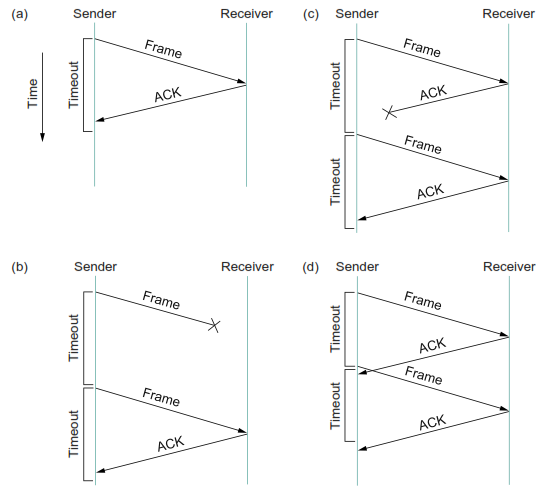 (a) Sender Receiver
Time
Timeout
Frame
ACK
(c) Sender Receiver
Timeout
Frame
ACK
Timeout
Frame
ACK
(b) Sender Receiver
Timeout
Frame
Timeout
Frame
ACK
(d) Sender Receiver
Timeout
Frame
ACK
Timeout
Frame
ACK